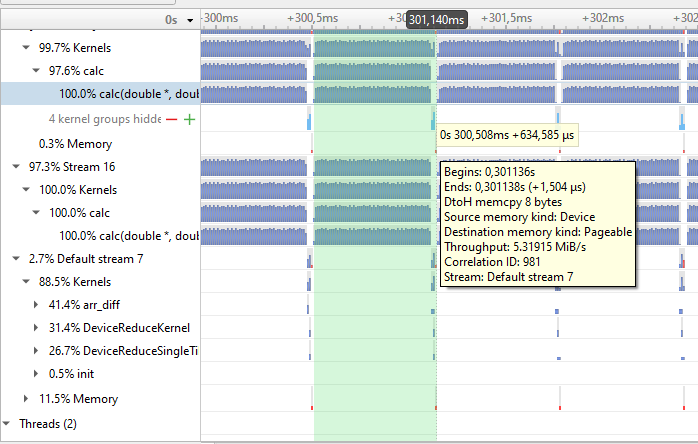 0s
+300ms
+300,5ms
+301
301,140ms
+301,5ms
+302ms
+302
99.7% Kernels
97.6% calc
100.0% calc(double *, doub
4 kernel groups hidde
0.3% Memory
0s 300,508ms +634,585 µs
97.3% Stream 16
100.0% Kernels
100.0% calc
100.0% calc(double *, doub
Begins: 0,301136s
Ends: 0,301138s (+1,504 µs)
DtoH memcpy 8 bytes
Source memory kind: Device
Destination memory kind: Pageable
Throughput: 5.31915 MiB/s
Correlation ID: 981
Stream: Default stream 7
2.7% Default stream 7
88.5% Kernels
41.4% arr_diff
31.4% DeviceReduceKernel
26.7% DeviceReduceSingleTi
0.5% init
11.5% Memory
Threads (2)